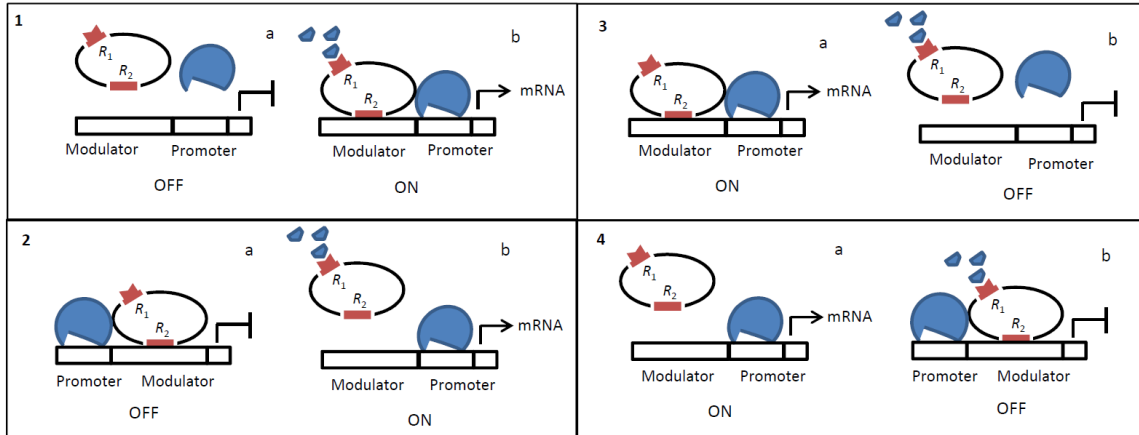 1
a
R1
R2
Modulator Promoter
OFF
b
R1
R2
mRNA
Modulator Promoter
ON
3
a
R1
R2
mRNA
Modulator Promoter
ON
b
R1
R2
Modulator Promoter
OFF
2
a
R1
R2
Promoter Modulator
OFF
b
R1
R2
mRNA
Modulator Promoter
ON
4
a
R1
R2
mRNA
Modulator Promoter
ON
b
R1
R2
Promoter Modulator
OFF